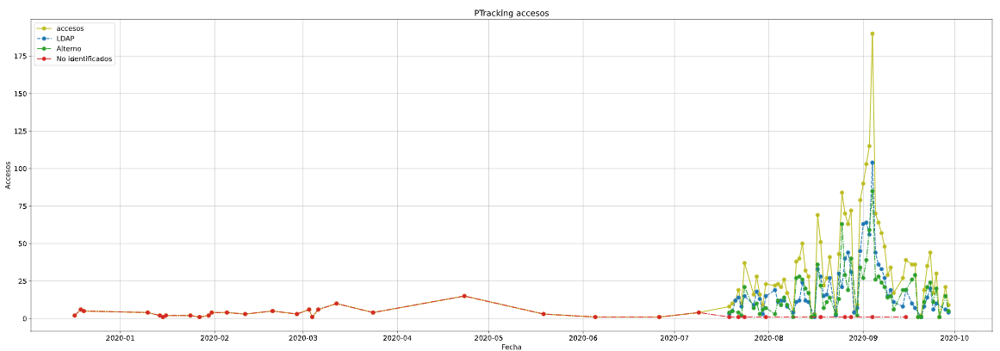 PTracking accesos
accesos
LDAP
Alterno
No identificados
Accesos
175
150
125
100
75
50
25
0
2020-01
2020-02
2020-03
2020-04
2020-05
2020-06
2020-07
2020-08
2020-09
2020-10
Fecha